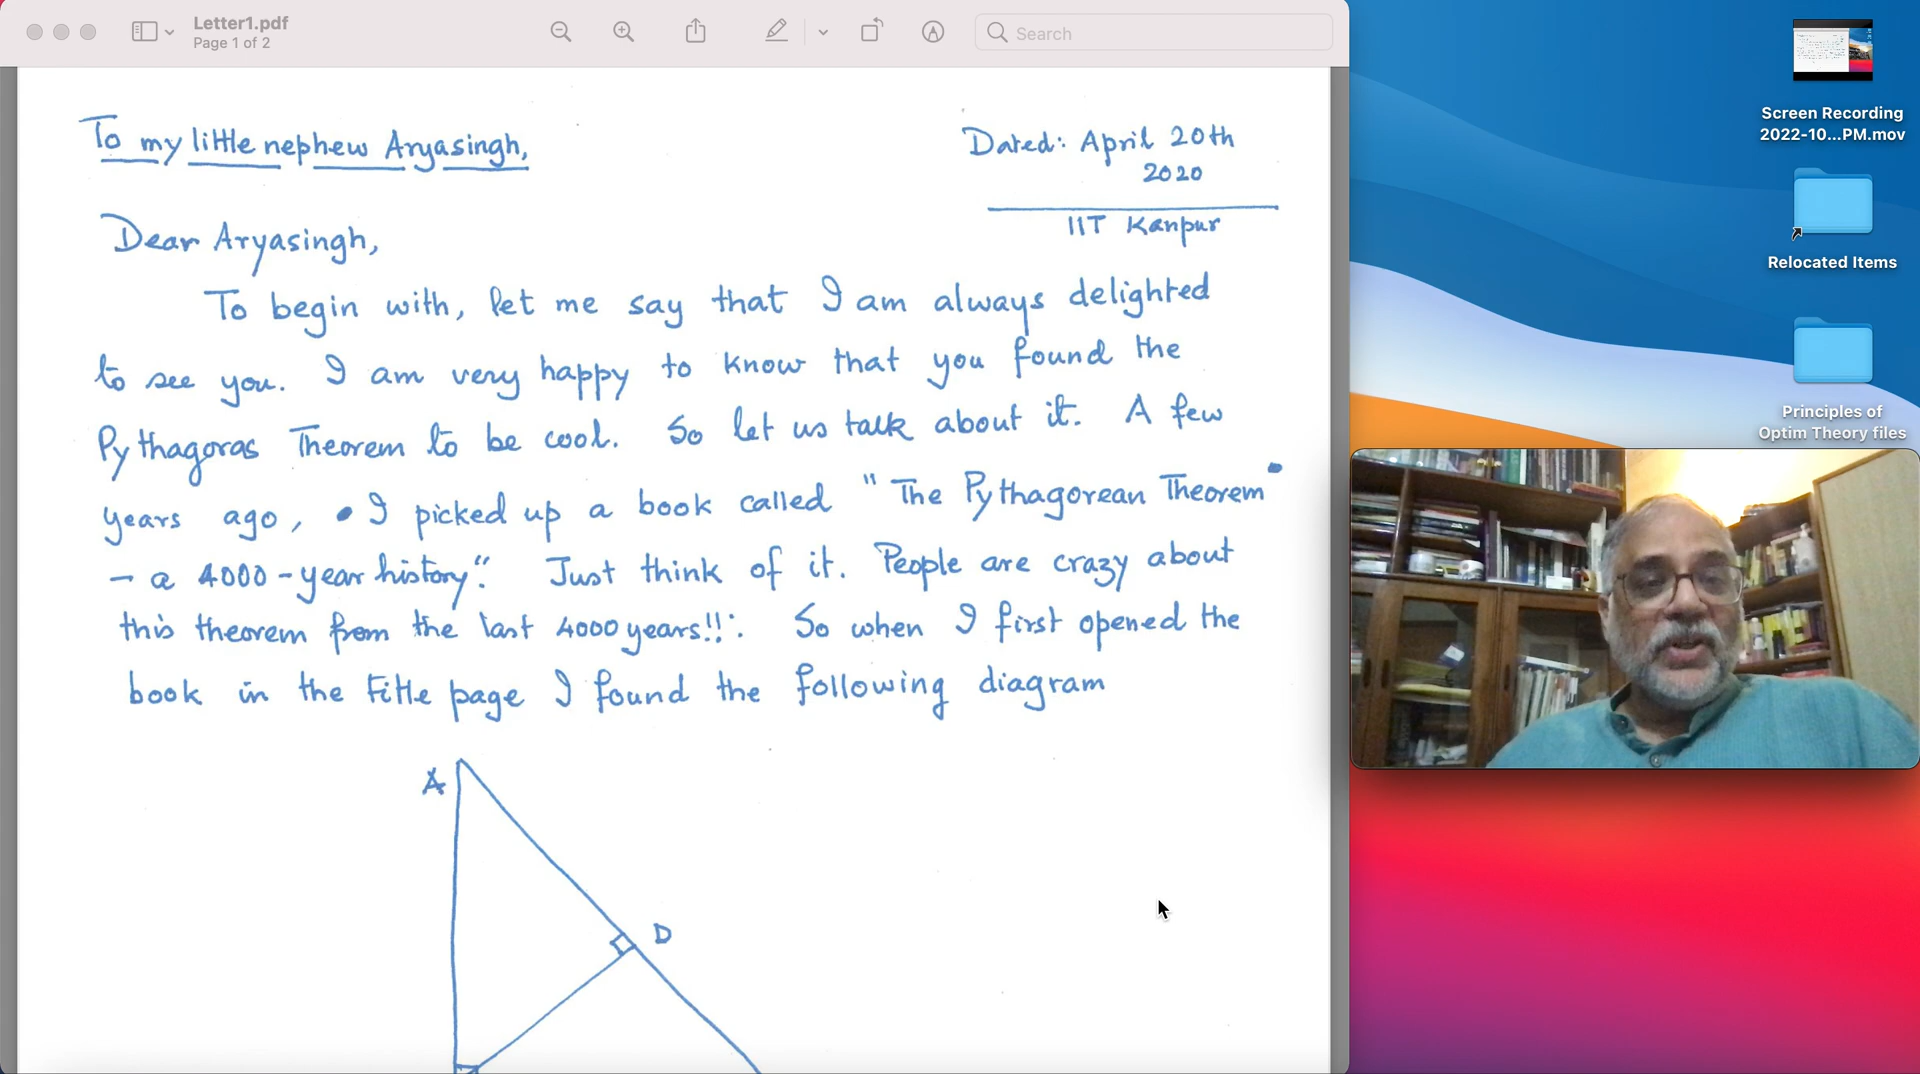 Letter1.pdf
Page 1 of 2
Search
To my little nephew Aryasingh,
Dated: April 20th
2020
IIT Kanpur
Dear Aryasingh,
To begin with, let me say that I am always delighted
to see you. I am very happy to know that you found the
Pythagoras Theorem to be cool. So let us talk about it. A few
years ago, I picked up a book called "The Pythagorean Theorem
- a 4000-year history". Just think of it. People are crazy about
this theorem from the last 4000 years!!. So when I first opened the
book in the title page I found the following diagram
A
D
Screen Recording
2022-10...PM.mov
Relocated Items
Principles of
Optim Theory files